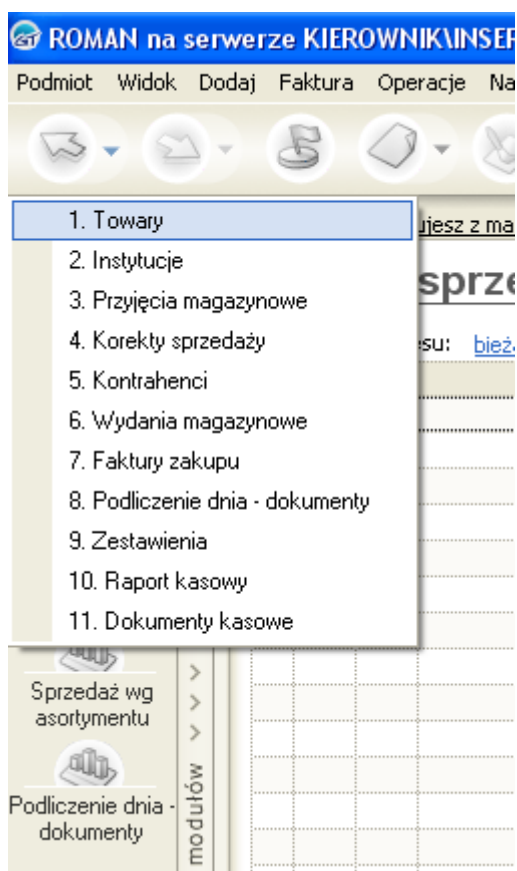 ROMAN na serwerze KIEROWNIK\INSER
Podmiot Widok Dodaj Faktura Operacje Na
1. Towary
2. Instytucje
3. Przyjęcia magazynowe
4. Korekty sprzedaży
5. Kontrahenci
6. Wydania magazynowe
7. Faktury zakupu
8. Podliczenie dnia - dokumenty
9. Zestawienia
10. Raport kasowy
11. Dokumenty kasowe
ujesz z ma
sprze
su: bież
Sprzedaż wg
asortymentu
Podliczenie dnia -
dokumenty
modułów